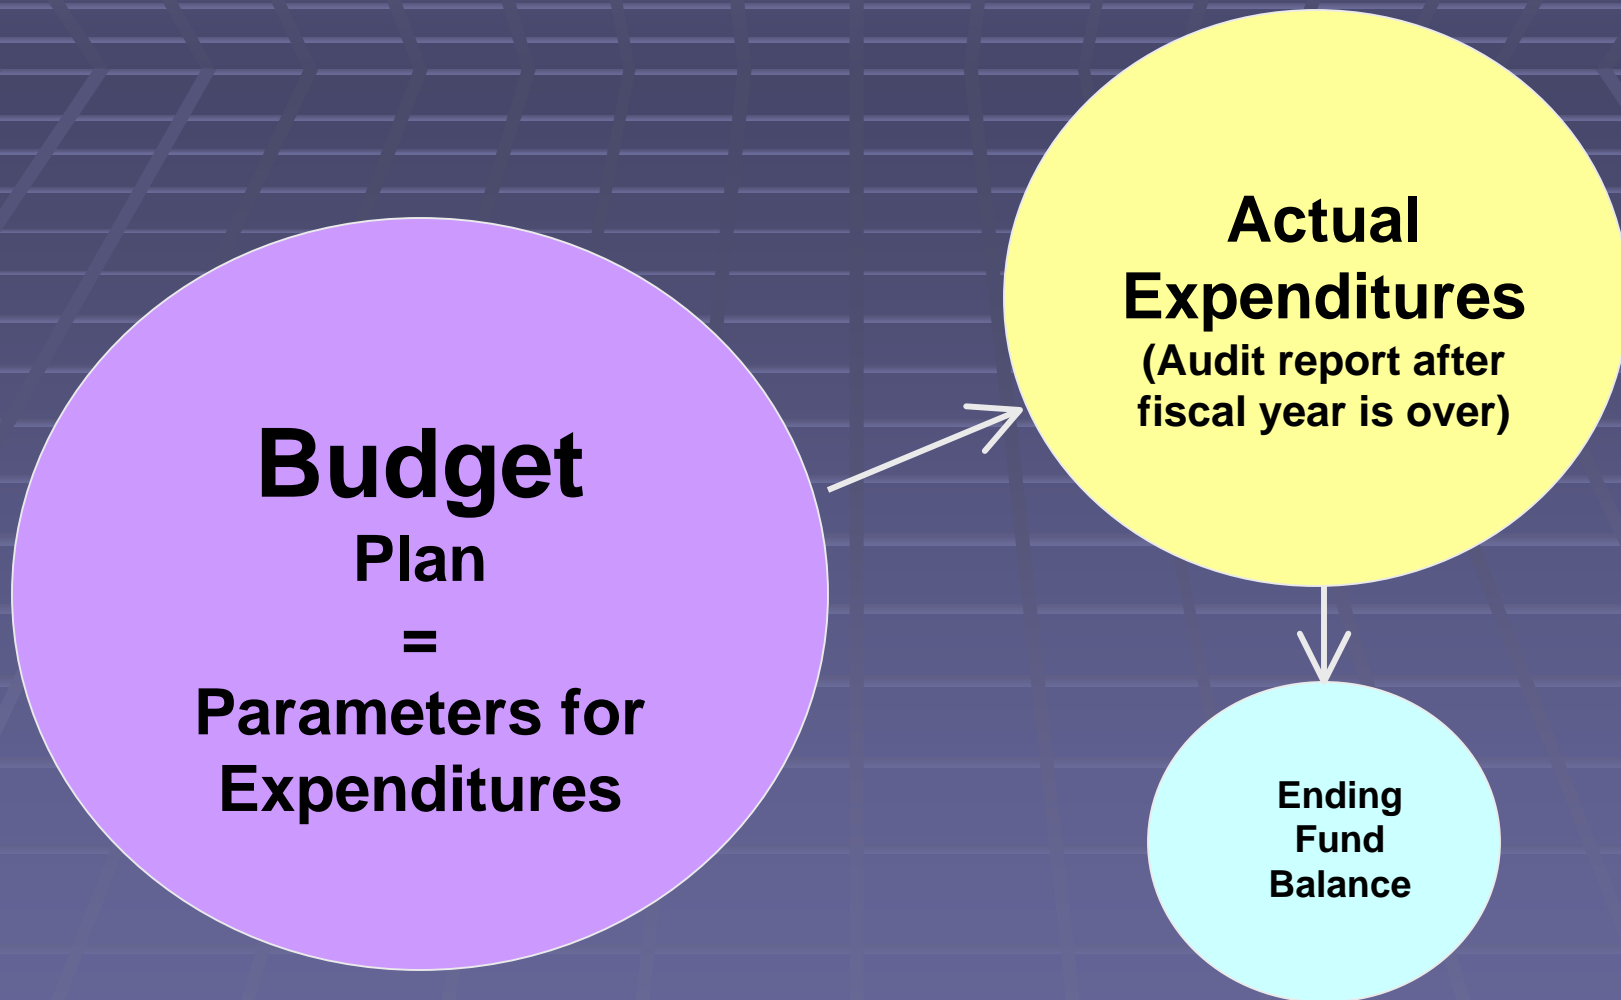 Budget
Plan
=
Parameters for
Expenditures
Actual
Expenditures
(Audit report after
fiscal year is over)
Ending
Fund
Balance